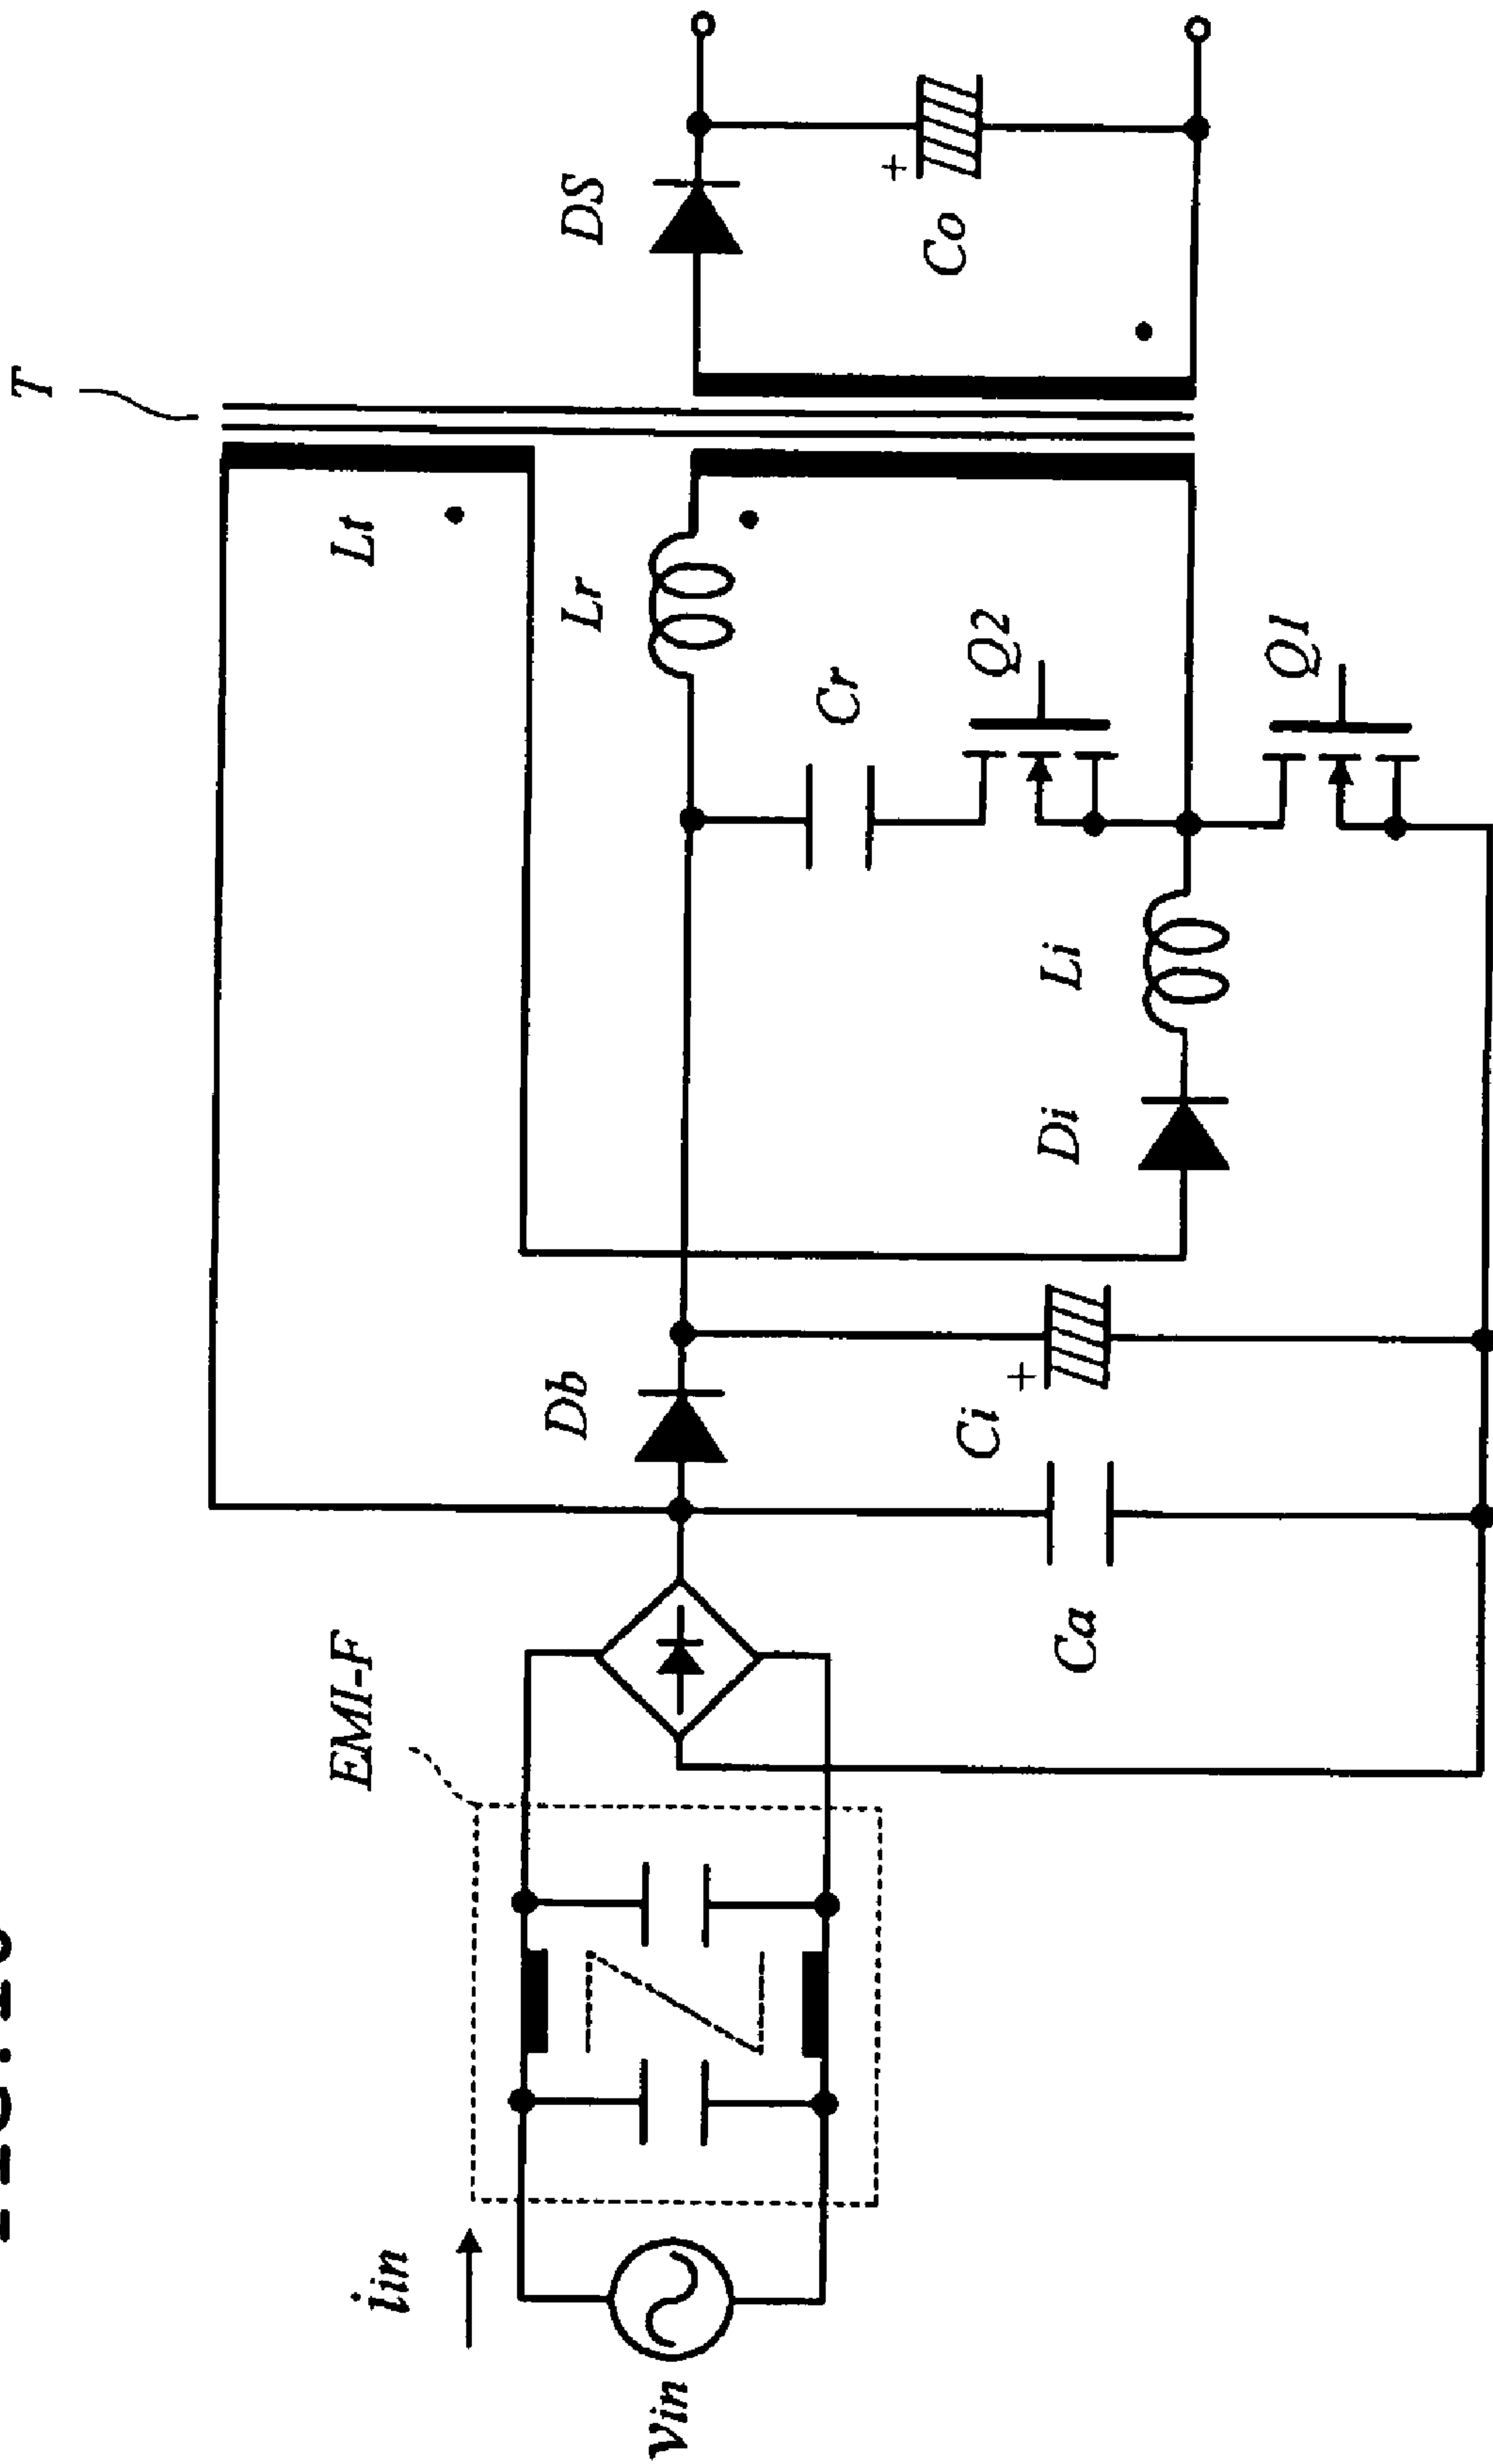 T
DS
+
Co
Lt
Lr
Cr
Q2
Q1
Li
Di
Db
+
Ci
Ca
EMI-F
iin
vin